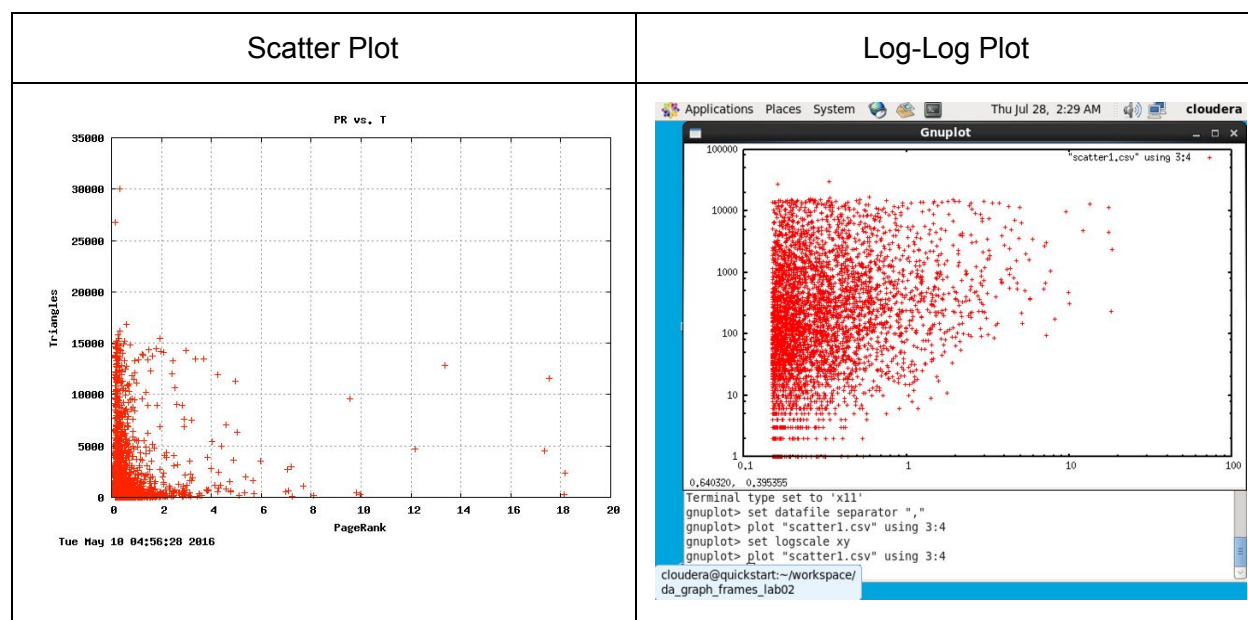 Scatter Plot
Log-Log Plot
PR vs. T
35000
30000
25000
20000
15000
10000
5000
0
Triangles
0 2 4 6 8 10 12 14 16 18 20
PageRank
Tue May 10 04:56:28 2016
Applications Places System Thu Jul 28, 2:29 AM cloudera
Gnuplot
"scatter1.csv" using 3:4
100000
10000
1000
100
10
1
0.1 1 10 100
0.640320, 0.395355
Terminal type set to 'x11'
gnuplot> set datafile separator ","
gnuplot> plot "scatter1.csv" using 3:4
gnuplot> set logscale xy
gnuplot> plot "scatter1.csv" using 3:4
cloudera@quickstart:~/workspace/
da_graph_frames_lab02